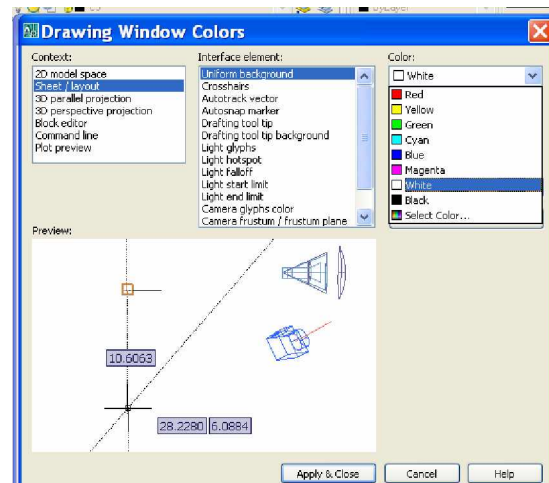 ByLayer
Drawing Window Colors
Context:
2D model space
Sheet / layout
3D parallel projection
3D perspective projection
Block editor
Command line
Plot preview
Interface element:
Uniform background
Crosshairs
Autotrack vector
Autosnap marker
Drafting tool tip
Drafting tool tip background
Light glyphs
Light hotspot
Light falloff
Light start limit
Light end limit
Camera glyphs color
Camera frustum / frustum plane
Color:
White
Red
Yellow
Green
Cyan
Blue
Magenta
White
Black
Select Color...
Preview:
10.6063
28.2280 6.0884
Apply & Close
Cancel
Help